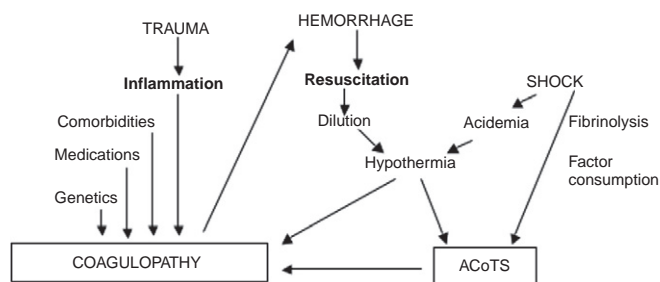 TRAUMA
HEMORRHAGE
Inflammation
Resuscitation
SHOCK
Comorbidities
Dilution
Acidemia
Fibrinolysis
Medications
Hypothermia
Factor
consumption
Genetics
COAGULOPATHY
ACoTS